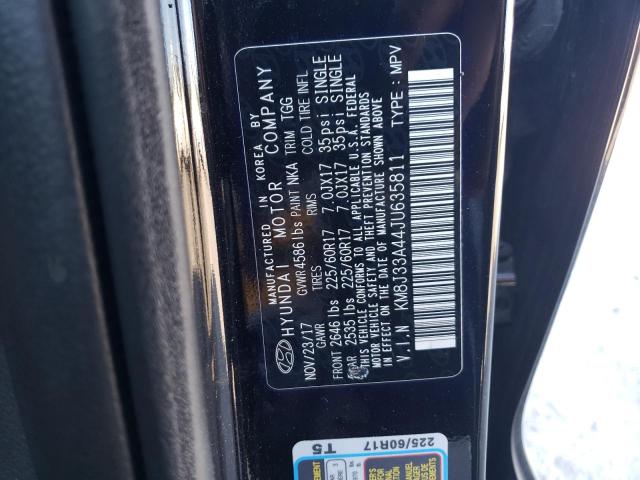 MANUFACTURED IN KOREA BY
HYUNDAI MOTOR COMPANY
NOV/23/17 GVWR 4586 lbs PAINT NKA TRIM TGG
GAWR TIRES RIMS COLD TIRE INFL
FRONT 2646 lbs 225/60R17 7.0JX17 35psi SINGLE
REAR 2535 lbs 225/60R17 7.0JX17 35psi SINGLE
THIS VEHICLE CONFORMS TO ALL APPLICABLE U.S.A. FEDERAL
MOTOR VEHICLE SAFETY AND THEFT PREVENTION STANDARDS
IN EFFECT ON THE DATE OF MANUFACTURE SHOWN ABOVE
V.I.N KM8J33A44JU635811 TYPE : MPV
225/60R17
T5